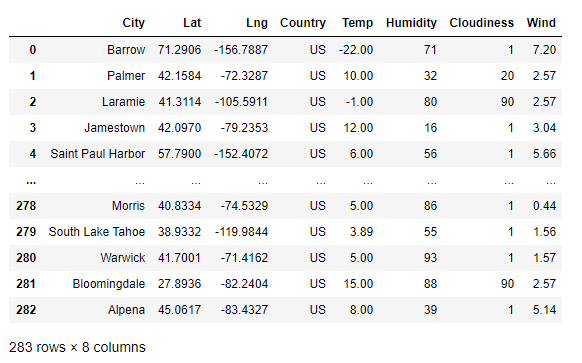 City Lat Lng Country Temp Humidity Cloudiness Wind
0 Barrow 71.2906 -156.7887 US -22.00 71 1 7.20
1 Palmer 42.1584 -72.3287 US 10.00 32 20 2.57
2 Laramie 41.3114 -105.5911 US -1.00 80 90 2.57
3 Jamestown 42.0970 -79.2353 US 12.00 16 1 3.04
4 Saint Paul Harbor 57.7900 -152.4072 US 6.00 56 1 5.66
... ... ... ... ... ... ... ... ...
278 Morris 40.8334 -74.5329 US 5.00 86 1 0.44
279 South Lake Tahoe 38.9332 -119.9844 US 3.89 55 1 1.56
280 Warwick 41.7001 -71.4162 US 5.00 93 1 1.57
281 Bloomingdale 27.8936 -82.2404 US 15.00 88 90 2.57
282 Alpena 45.0617 -83.4327 US 8.00 39 1 5.14
283 rows × 8 columns